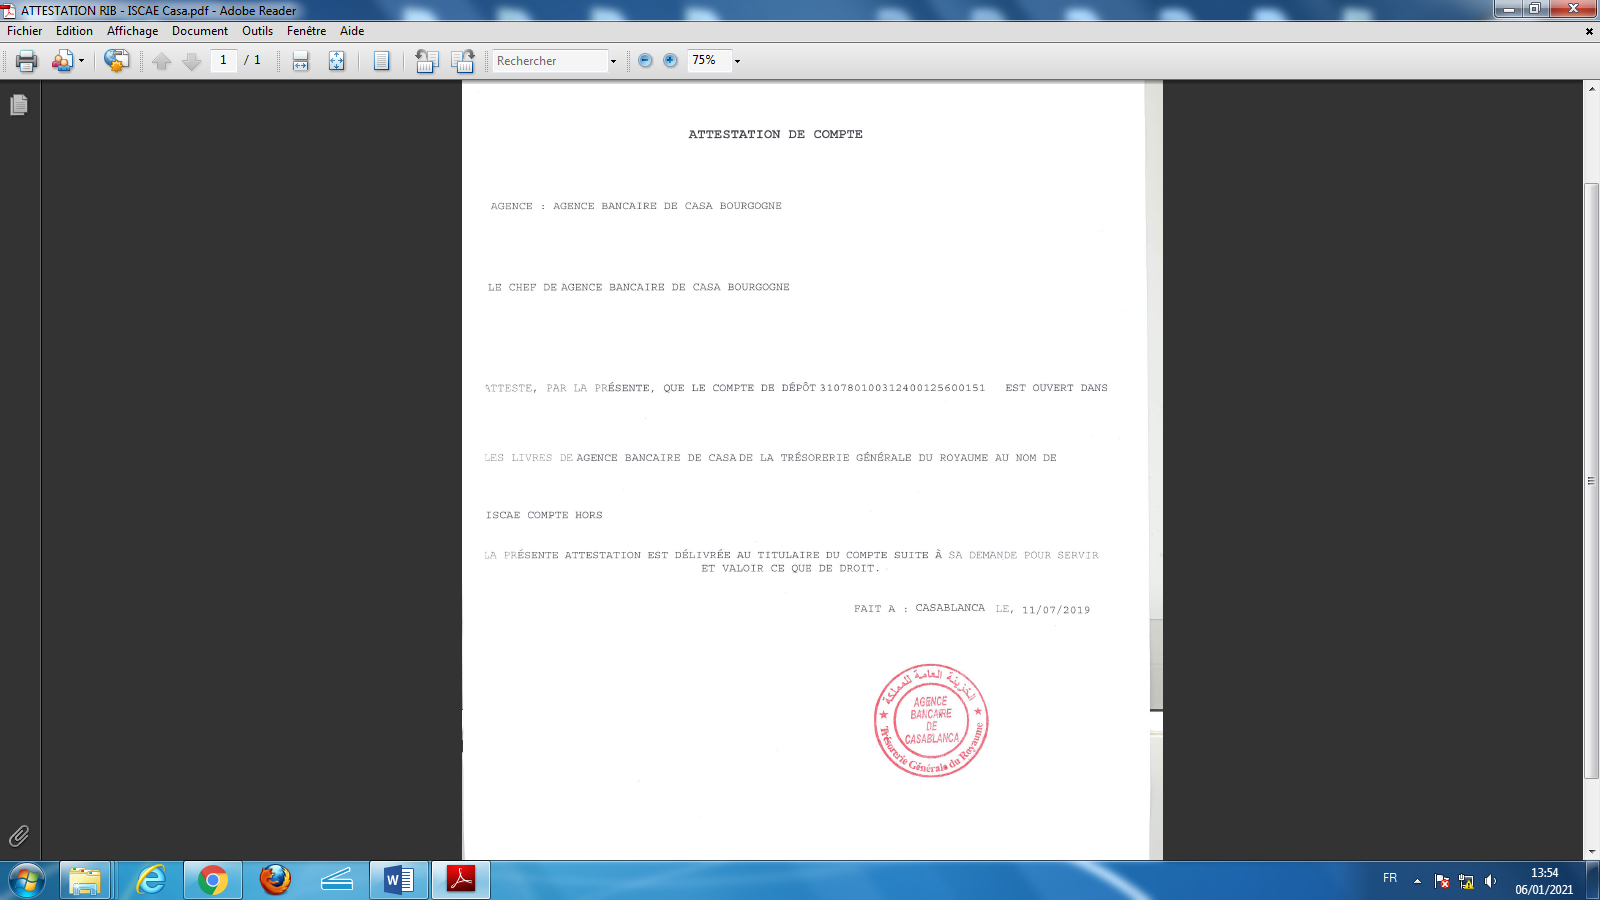 ATTESTATION RIB - ISCAE Casa.pdf - Adobe Reader
Fichier Edition Affichage Document Outils Fenêtre Aide
1 / 1 Rechercher 75%
ATTESTATION DE COMPTE
AGENCE : AGENCE BANCAIRE DE CASA BOURGOGNE
LE CHEF DE AGENCE BANCAIRE DE CASA BOURGOGNE
ATTESTE, PAR LA PRÉSENTE, QUE LE COMPTE DE DÉPÔT 310780100312400125600151 EST OUVERT DANS
LES LIVRES DE AGENCE BANCAIRE DE CASA DE LA TRÉSORERIE GÉNÉRALE DU ROYAUME AU NOM DE
ISCAE COMPTE HORS
LA PRÉSENTE ATTESTATION EST DÉLIVRÉE AU TITULAIRE DU COMPTE SUITE À SA DEMANDE POUR SERVIR
ET VALOIR CE QUE DE DROIT.
FAIT A : CASABLANCA LE, 11/07/2019
الخزينة العامة للمملكة
AGENCE
BANCAIRE
DE
CASABLANCA
Trésorerie Générale du Royaume
FR
13:54
06/01/2021